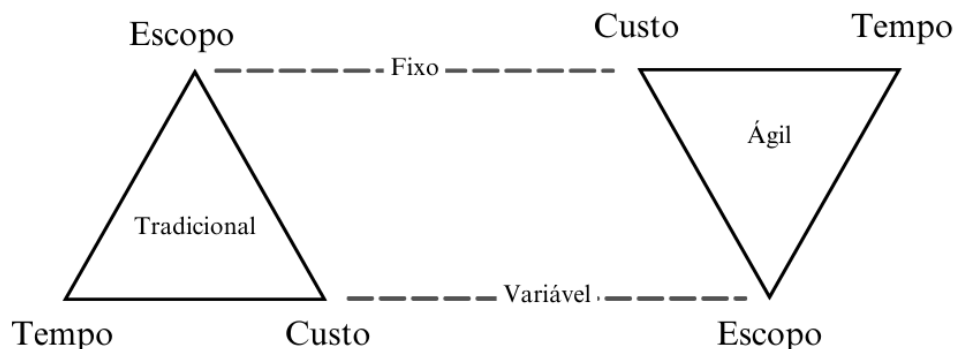 Escopo
Custo
Tempo
Fixo
Ágil
Tradicional
Variável
Tempo
Custo
Escopo